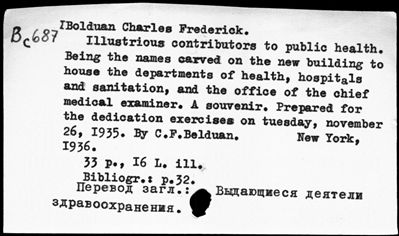 Bc687
IBolduan Charles Frederick.
Illustrious contributors to public health.
Being the names carved on the new building to
house the departments of health, hospitals
and sanitation, and the office of the chief
medical examiner. A souvenir. Prepared for
the dedication exercises on tuesday, november
26, I935. By C.F.Belduan. New York,
I936.
33 p., I6 L. ill.
Bibliogr.: p.32.
Перевод загл.: Выдающиеся деятели
здравоохранения.